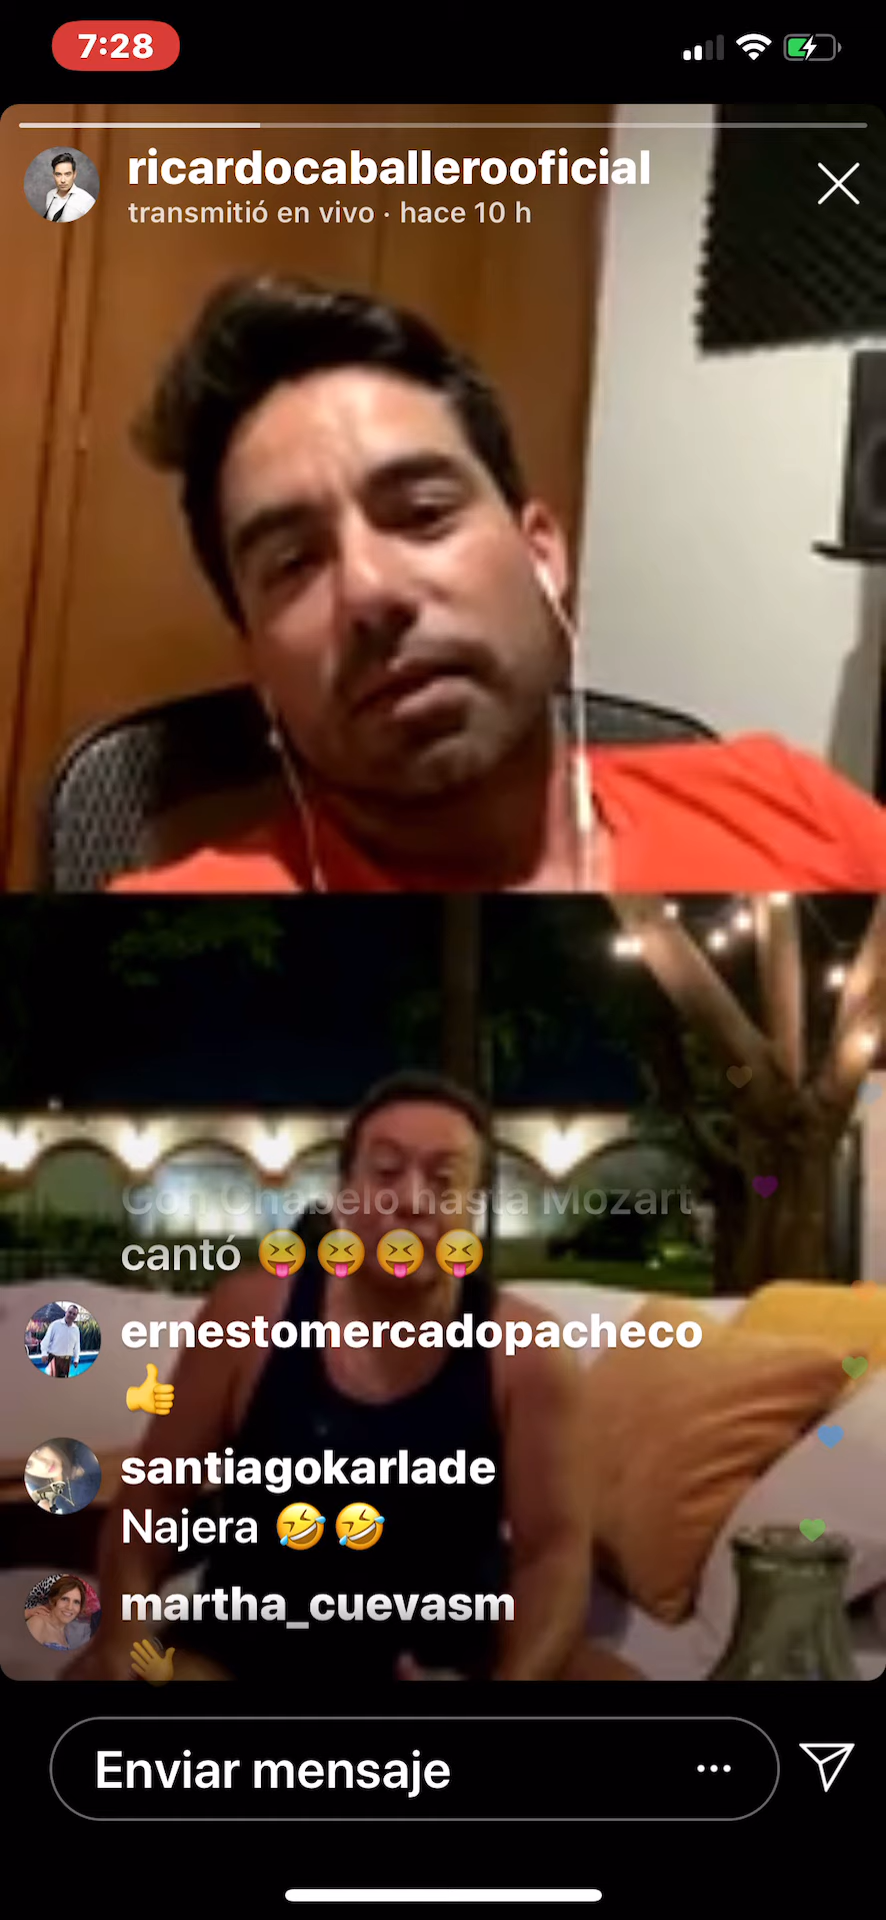 7:28
ricardocaballerooficial
transmitió en vivo · hace 10 h
Con Chabelo hasta Mozart
cantó 😝😝😝😝
ernestomercadopacheco
👍
santiagokarlade
Najera 🤣🤣
martha_cuevasm
👋
Enviar mensaje